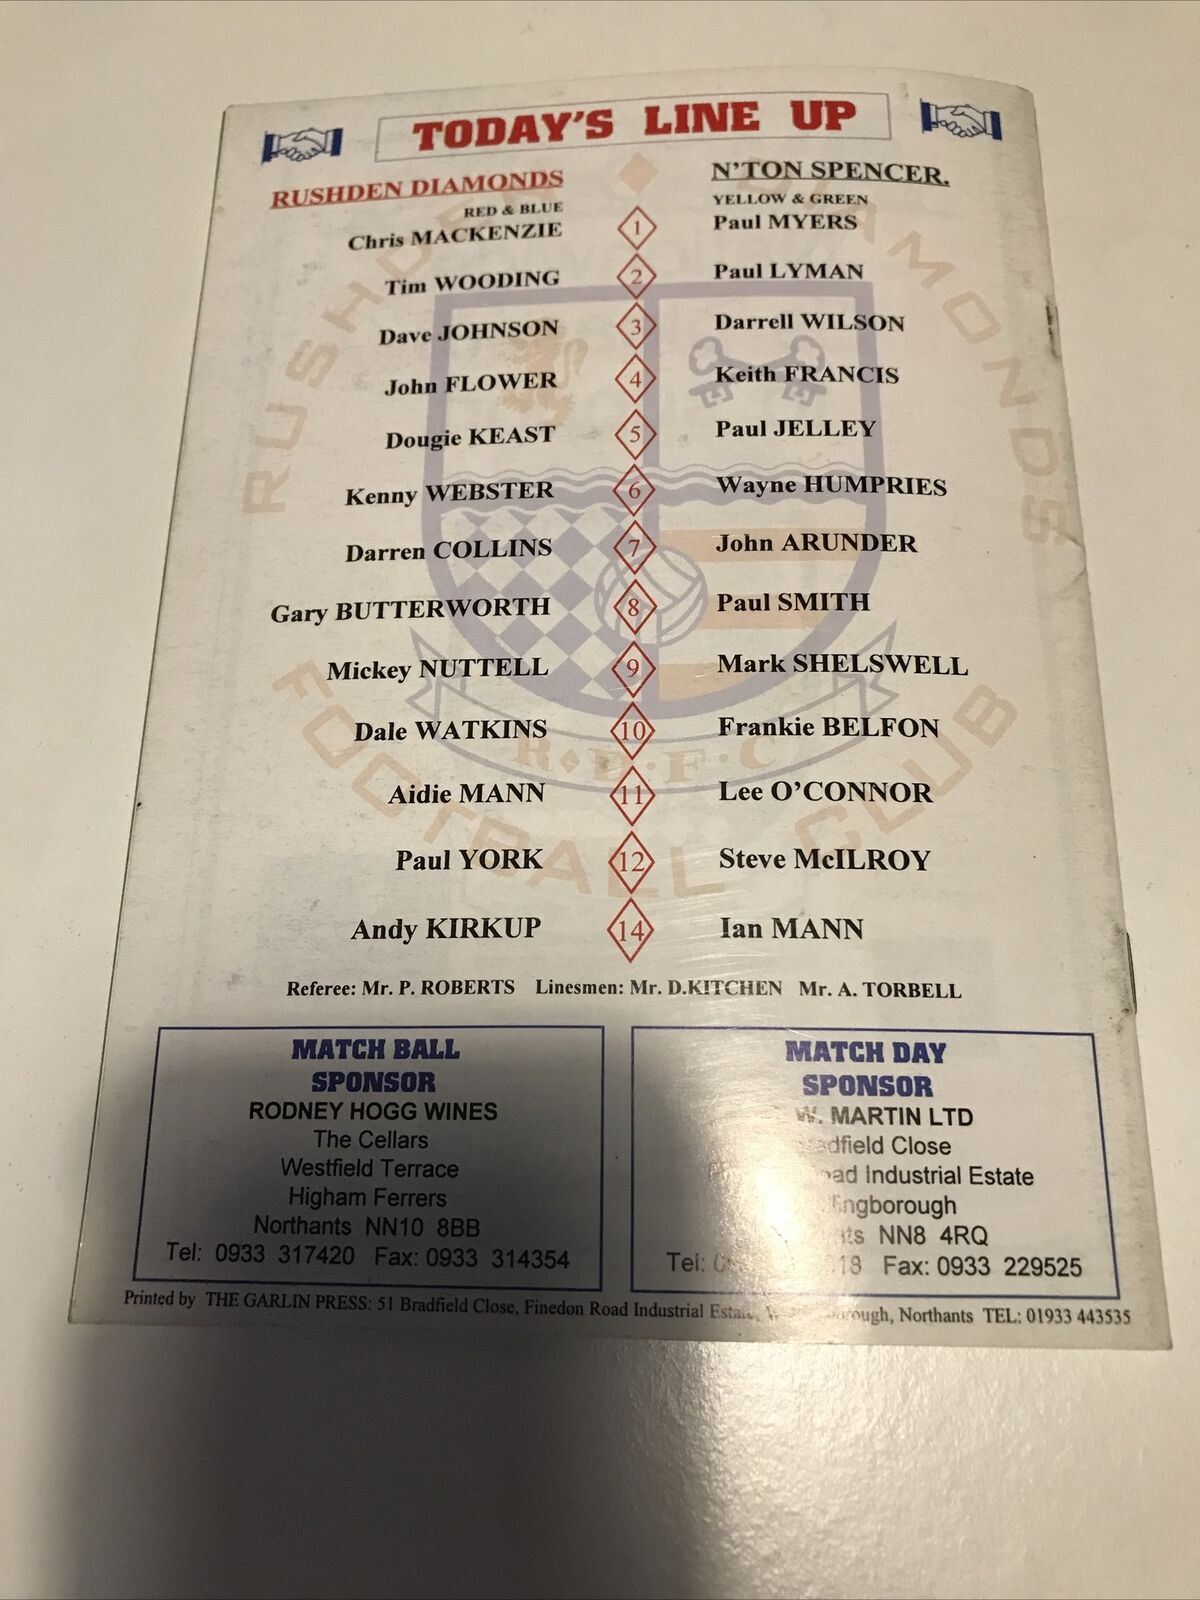 TODAY'S LINE UP
RUSHDEN DIAMONDS N'TON SPENCER.
RED & BLUE YELLOW & GREEN
Chris MACKENZIE 1 Paul MYERS
Tim WOODING 2 Paul LYMAN
Dave JOHNSON 3 Darrell WILSON
John FLOWER 4 Keith FRANCIS
Dougie KEAST 5 Paul JELLEY
Kenny WEBSTER 6 Wayne HUMPRIES
Darren COLLINS 7 John ARUNDER
Gary BUTTERWORTH 8 Paul SMITH
Mickey NUTTELL 9 Mark SHELSWELL
Dale WATKINS 10 Frankie BELFON
Aidie MANN 11 Lee O'CONNOR
Paul YORK 12 Steve McILROY
Andy KIRKUP 14 Ian MANN
Referee: Mr. P. ROBERTS Linesmen: Mr. D.KITCHEN Mr. A. TORBELL
RUSHDEN DIAMONDS
FOOTBALL CLUB
R·D·F·C
MATCH BALL
SPONSOR
RODNEY HOGG WINES
The Cellars
Westfield Terrace
Higham Ferrers
Northants NN10 8BB
Tel: 0933 317420 Fax: 0933 314354
MATCH DAY
SPONSOR
W. MARTIN LTD
Close
Industrial Estate
NN8 4RQ
Tel: Fax: 0933 229525
Printed by THE GARLIN PRESS: 51 Bradfield Close, Finedon Road Industrial Estate, Northants TEL: 01933 443535